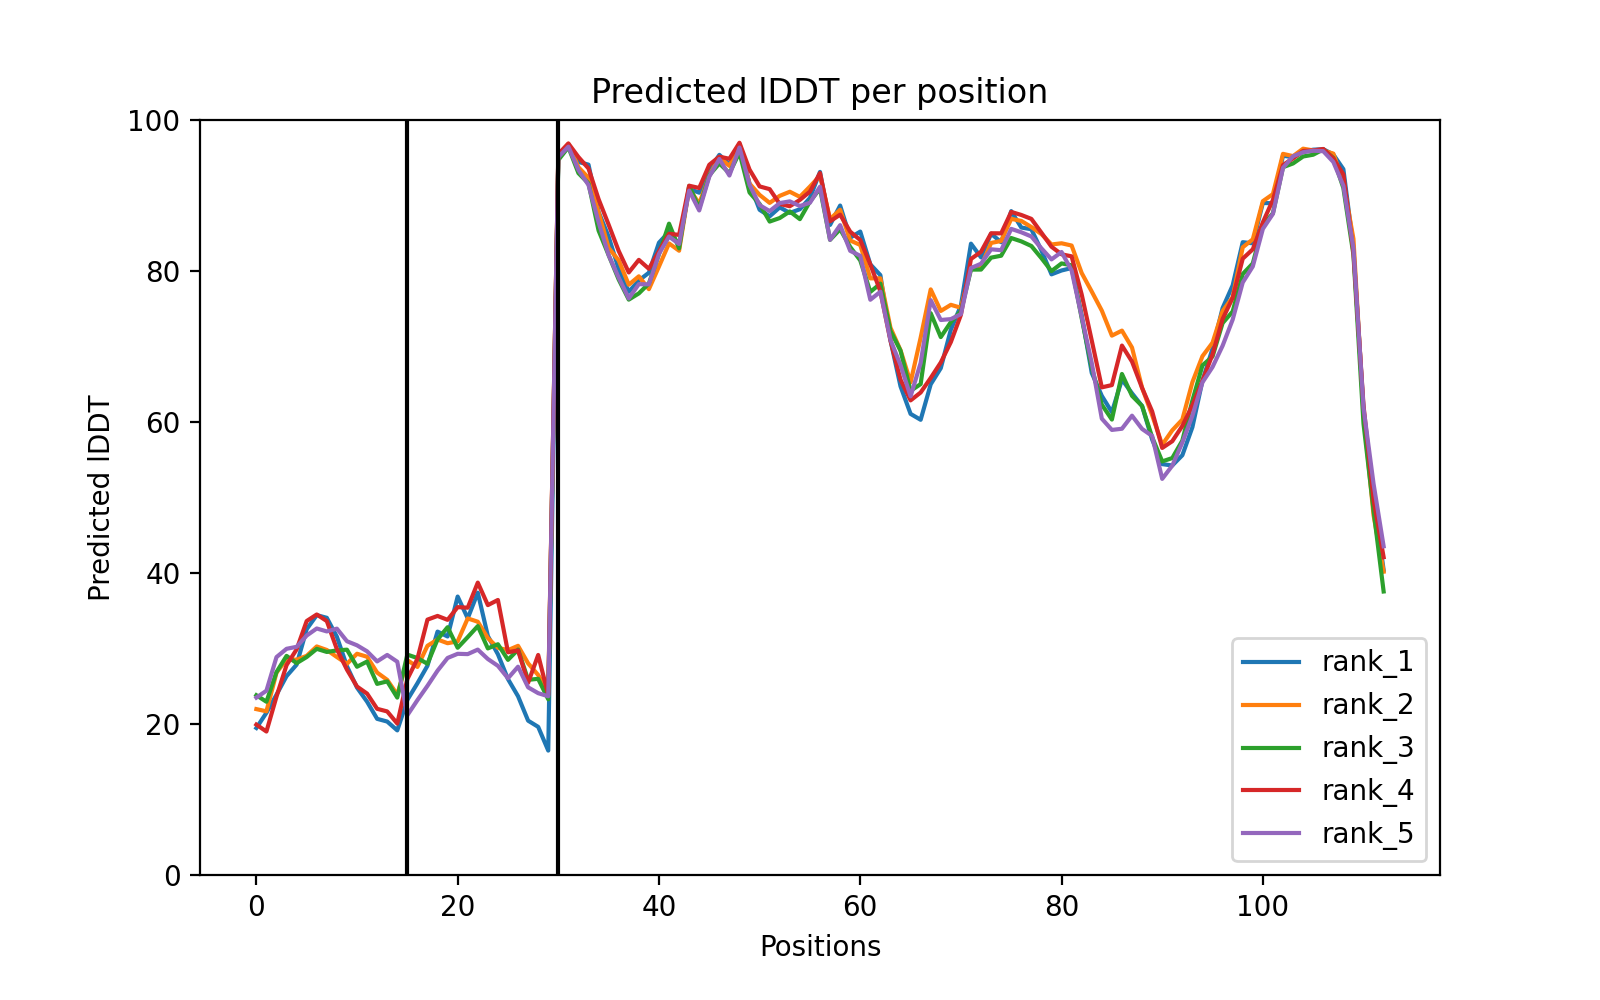 Predicted lDDT per position
100
80
60
40
20
0
Predicted lDDT
0 20 40 60 80 100
Positions
rank_1
rank_2
rank_3
rank_4
rank_5